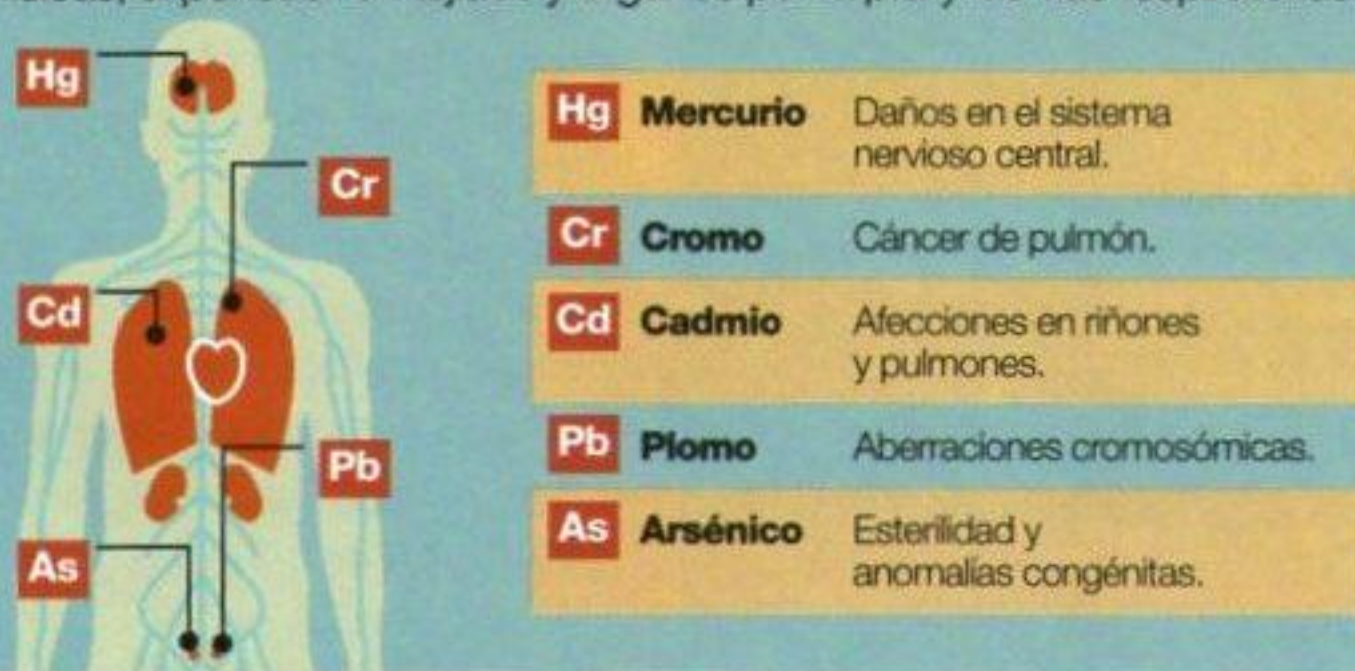 Hg
Cr
Cd
Pb
As
Hg Mercurio Daños en el sistema
nervioso central.
Cr Cromo Cáncer de pulmón.
Cd Cadmio Afecciones en riñones
y pulmones.
Pb Plomo Aberraciones cromosómicas.
As Arsénico Esterilidad y
anomalías congénitas.